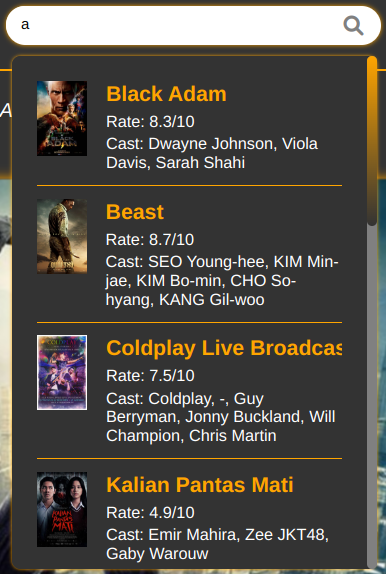 a
A
Black Adam
Rate: 8.3/10
Cast: Dwayne Johnson, Viola
Davis, Sarah Shahi
Beast
Rate: 8.7/10
Cast: SEO Young-hee, KIM Min-
jae, KIM Bo-min, CHO So-
hyang, KANG Gil-woo
Coldplay Live Broadcas
Rate: 7.5/10
Cast: Coldplay, -, Guy
Berryman, Jonny Buckland, Will
Champion, Chris Martin
Kalian Pantas Mati
Rate: 4.9/10
Cast: Emir Mahira, Zee JKT48,
Gaby Warouw